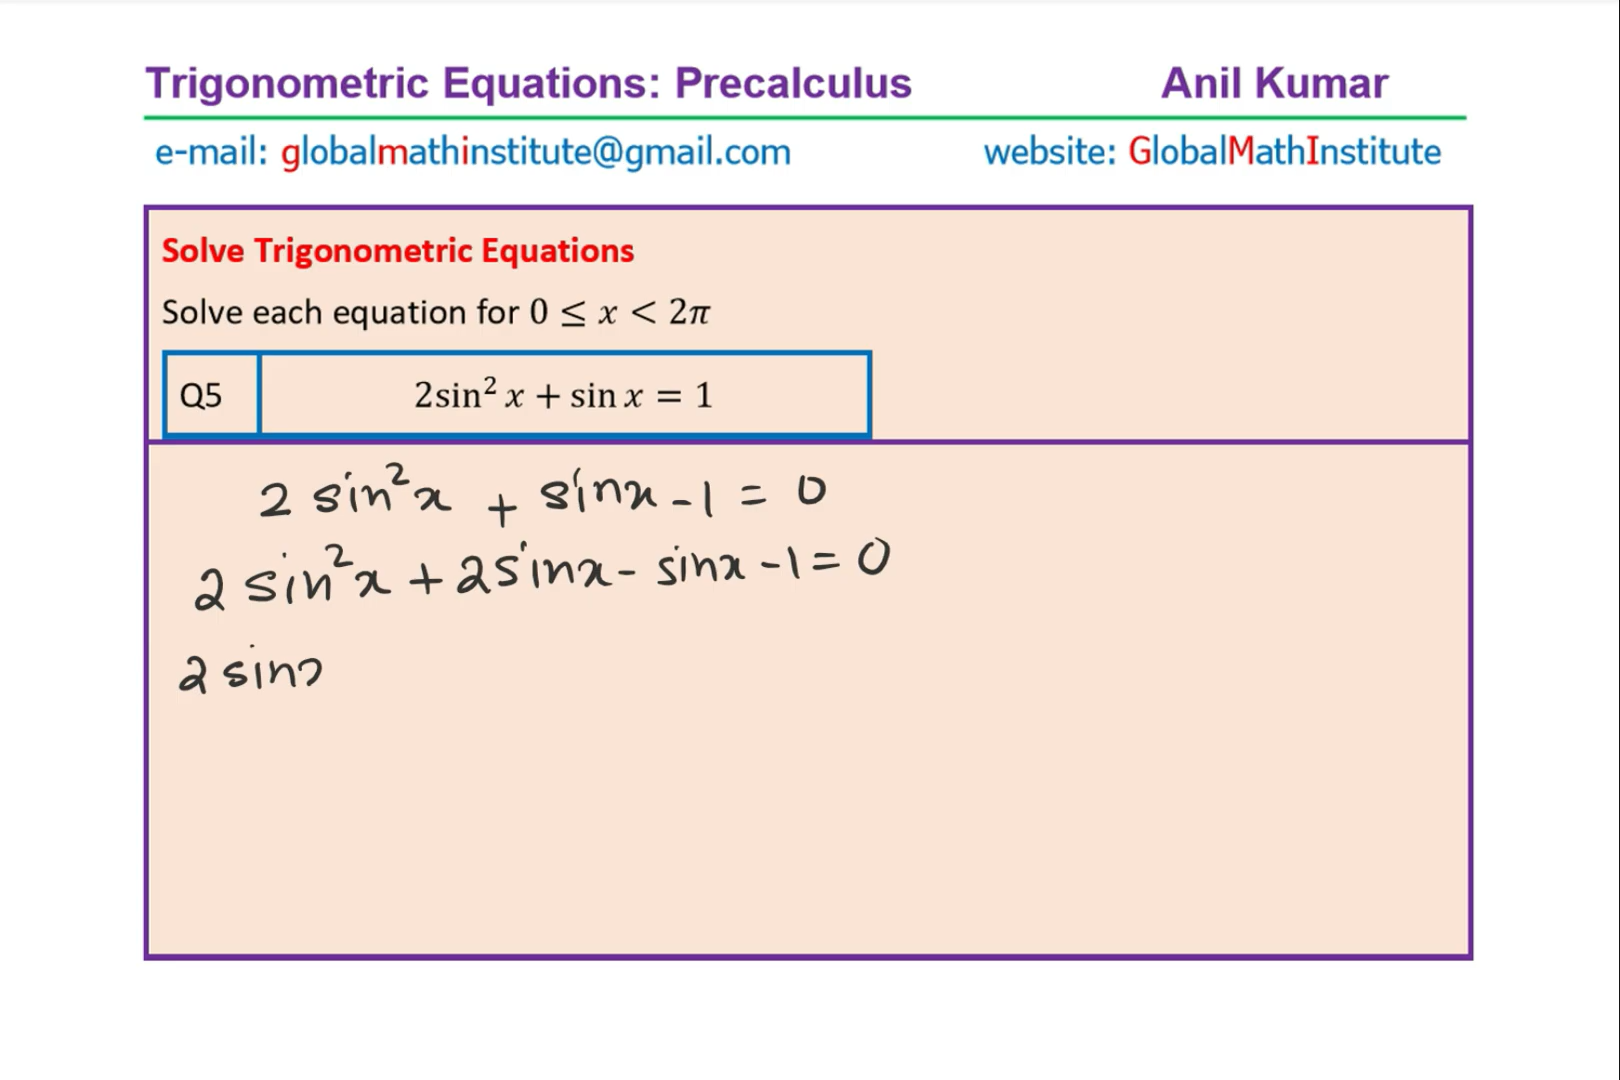 Trigonometric Equations: Precalculus Anil Kumar
e-mail: globalmathinstitute@gmail.com website: GlobalMathInstitute
Solve Trigonometric Equations
Solve each equation for 0 ≤ x < 2π
Q5 2sin² x + sin x = 1
2 sin²x + sinx - 1 = 0
2 sin²x + 2sinx - sinx - 1 = 0
2 sin